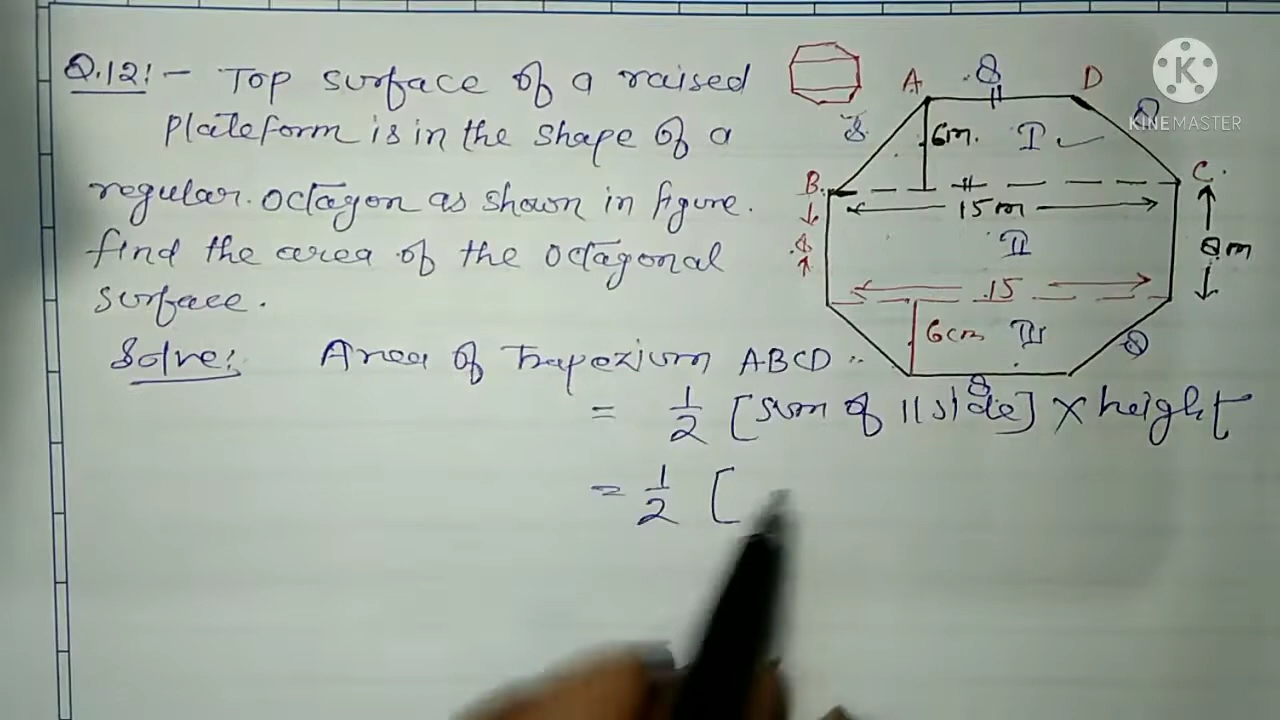 Q.12:- Top surface of a raised
plateform is in the shape of a
regular octagon as shown in figure.
find the area of the octagonal
surface.
Solve: Area of Trapezium ABCD :-
= 1/2 [sum of || side] × height
= 1/2 [
A 8 D
8 6m. I 8
B. C.
15 m
8 II 8m
15
6cm III 8
8
K
KINEMASTER